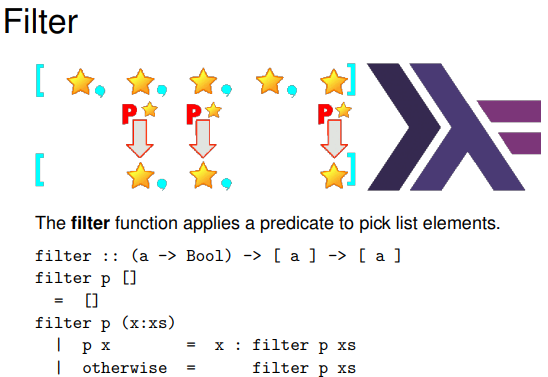 Filter
[ , , , , ]
P P P
[ , , ]
The filter function applies a predicate to pick list elements.
filter :: (a -> Bool) -> [ a ] -> [ a ]
filter p []
= []
filter p (x:xs)
| p x = x : filter p xs
| otherwise = filter p xs